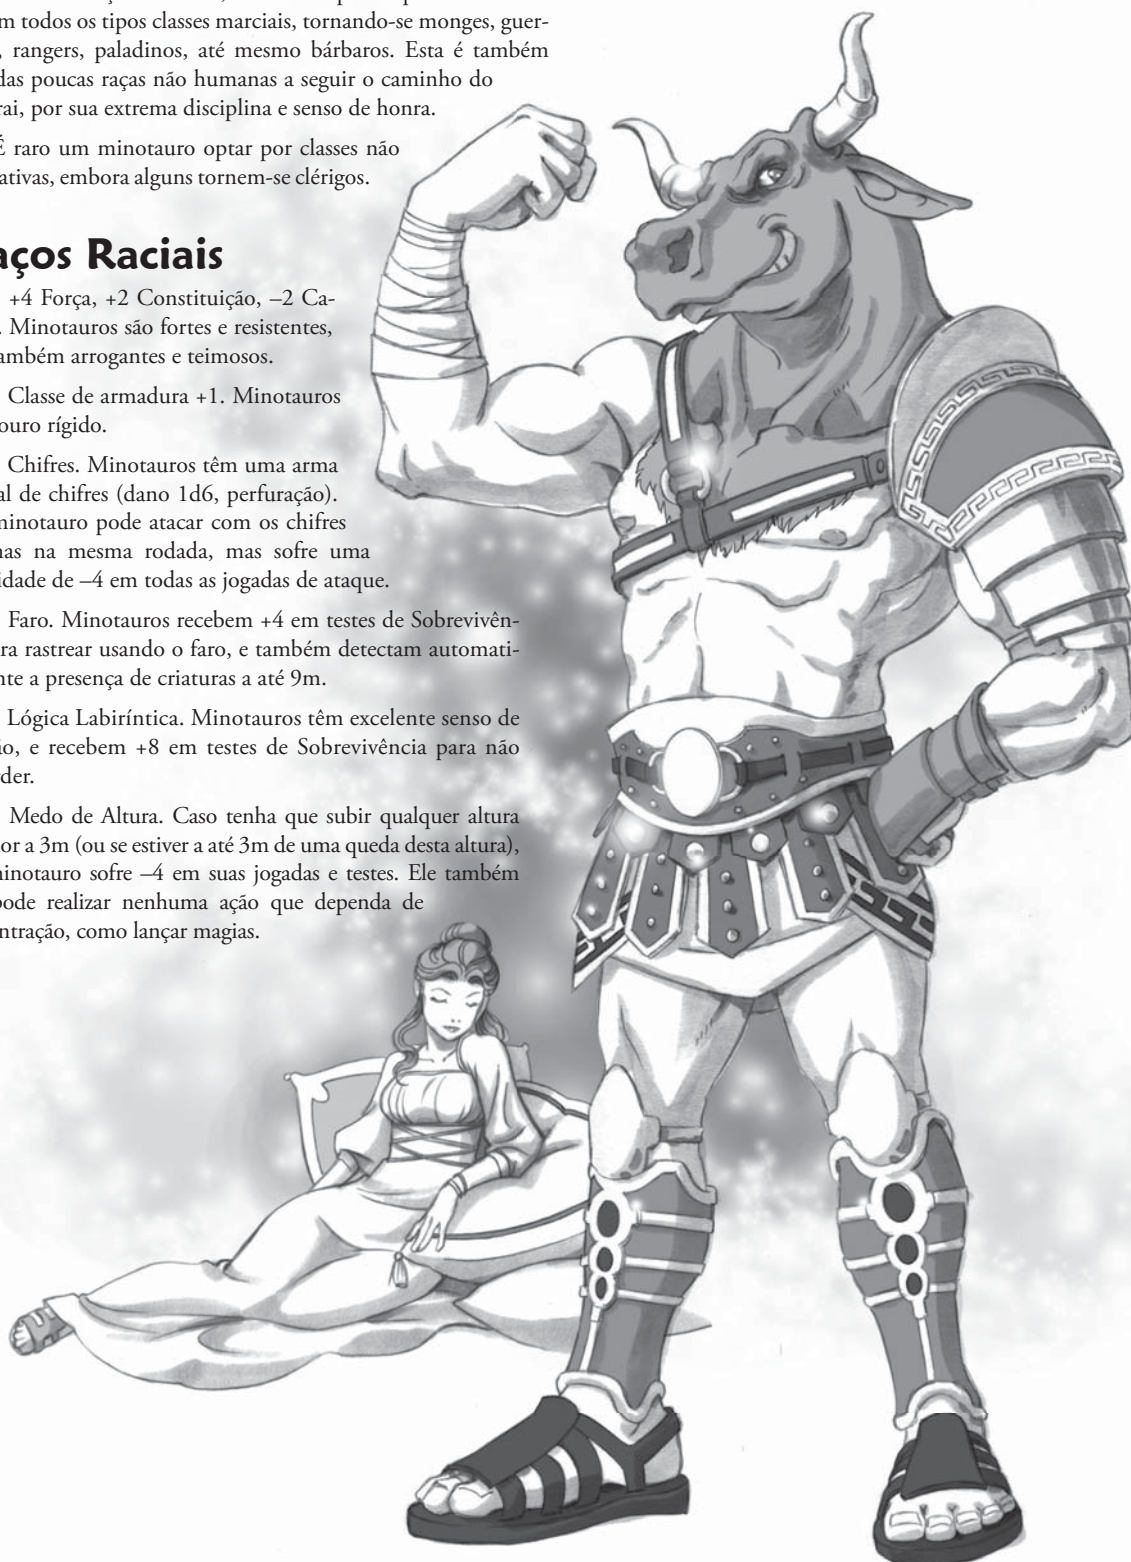 m todos os tipos classes marciais, tornando-se monges, guer-
, rangers, paladinos, até mesmo bárbaros. Esta é também
das poucas raças não humanas a seguir o caminho do
rai, por sua extrema disciplina e senso de honra.
É raro um minotauro optar por classes não
ativas, embora alguns tornem-se clérigos.
aços Raciais
+4 Força, +2 Constituição, –2 Ca-
. Minotauros são fortes e resistentes,
também arrogantes e teimosos.
Classe de armadura +1. Minotauros
ouro rígido.
Chifres. Minotauros têm uma arma
al de chifres (dano 1d6, perfuração).
minotauro pode atacar com os chifres
nas na mesma rodada, mas sofre uma
idade de –4 em todas as jogadas de ataque.
Faro. Minotauros recebem +4 em testes de Sobrevivên-
ra rastrear usando o faro, e também detectam automati-
nte a presença de criaturas a até 9m.
Lógica Labiríntica. Minotauros têm excelente senso de
ão, e recebem +8 em testes de Sobrevivência para não
der.
Medo de Altura. Caso tenha que subir qualquer altura
or a 3m (ou se estiver a até 3m de uma queda desta altura),
minotauro sofre –4 em suas jogadas e testes. Ele também
pode realizar nenhuma ação que dependa de
ntração, como lançar magias.